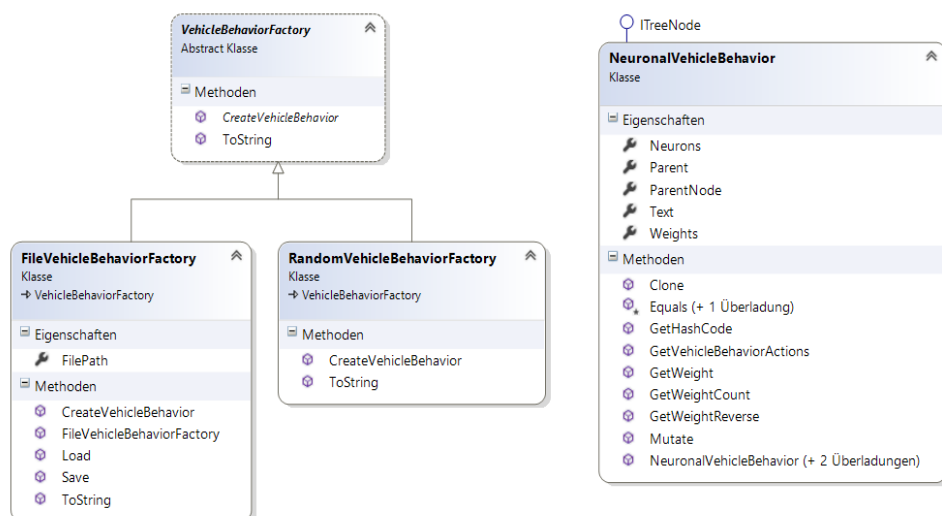 VehicleBehaviorFactory
Abstract Klasse
Methoden
CreateVehicleBehavior
ToString
FileVehicleBehaviorFactory
Klasse
VehicleBehaviorFactory
Eigenschaften
FilePath
Methoden
CreateVehicleBehavior
FileVehicleBehaviorFactory
Load
Save
ToString
RandomVehicleBehaviorFactory
Klasse
VehicleBehaviorFactory
Methoden
CreateVehicleBehavior
ToString
ITreeNode
NeuronalVehicleBehavior
Klasse
Eigenschaften
Neurons
Parent
ParentNode
Text
Weights
Methoden
Clone
Equals (+ 1 Überladung)
GetHashCode
GetVehicleBehaviorActions
GetWeight
GetWeightCount
GetWeightReverse
Mutate
NeuronalVehicleBehavior (+ 2 Überladungen)